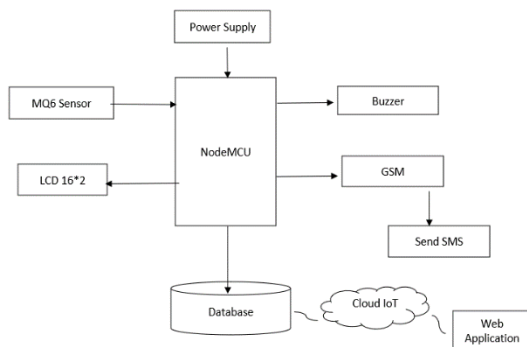 Power Supply
MQ6 Sensor
Buzzer
NodeMCU
LCD 16*2
GSM
Send SMS
Cloud IoT
Database
Web
Application